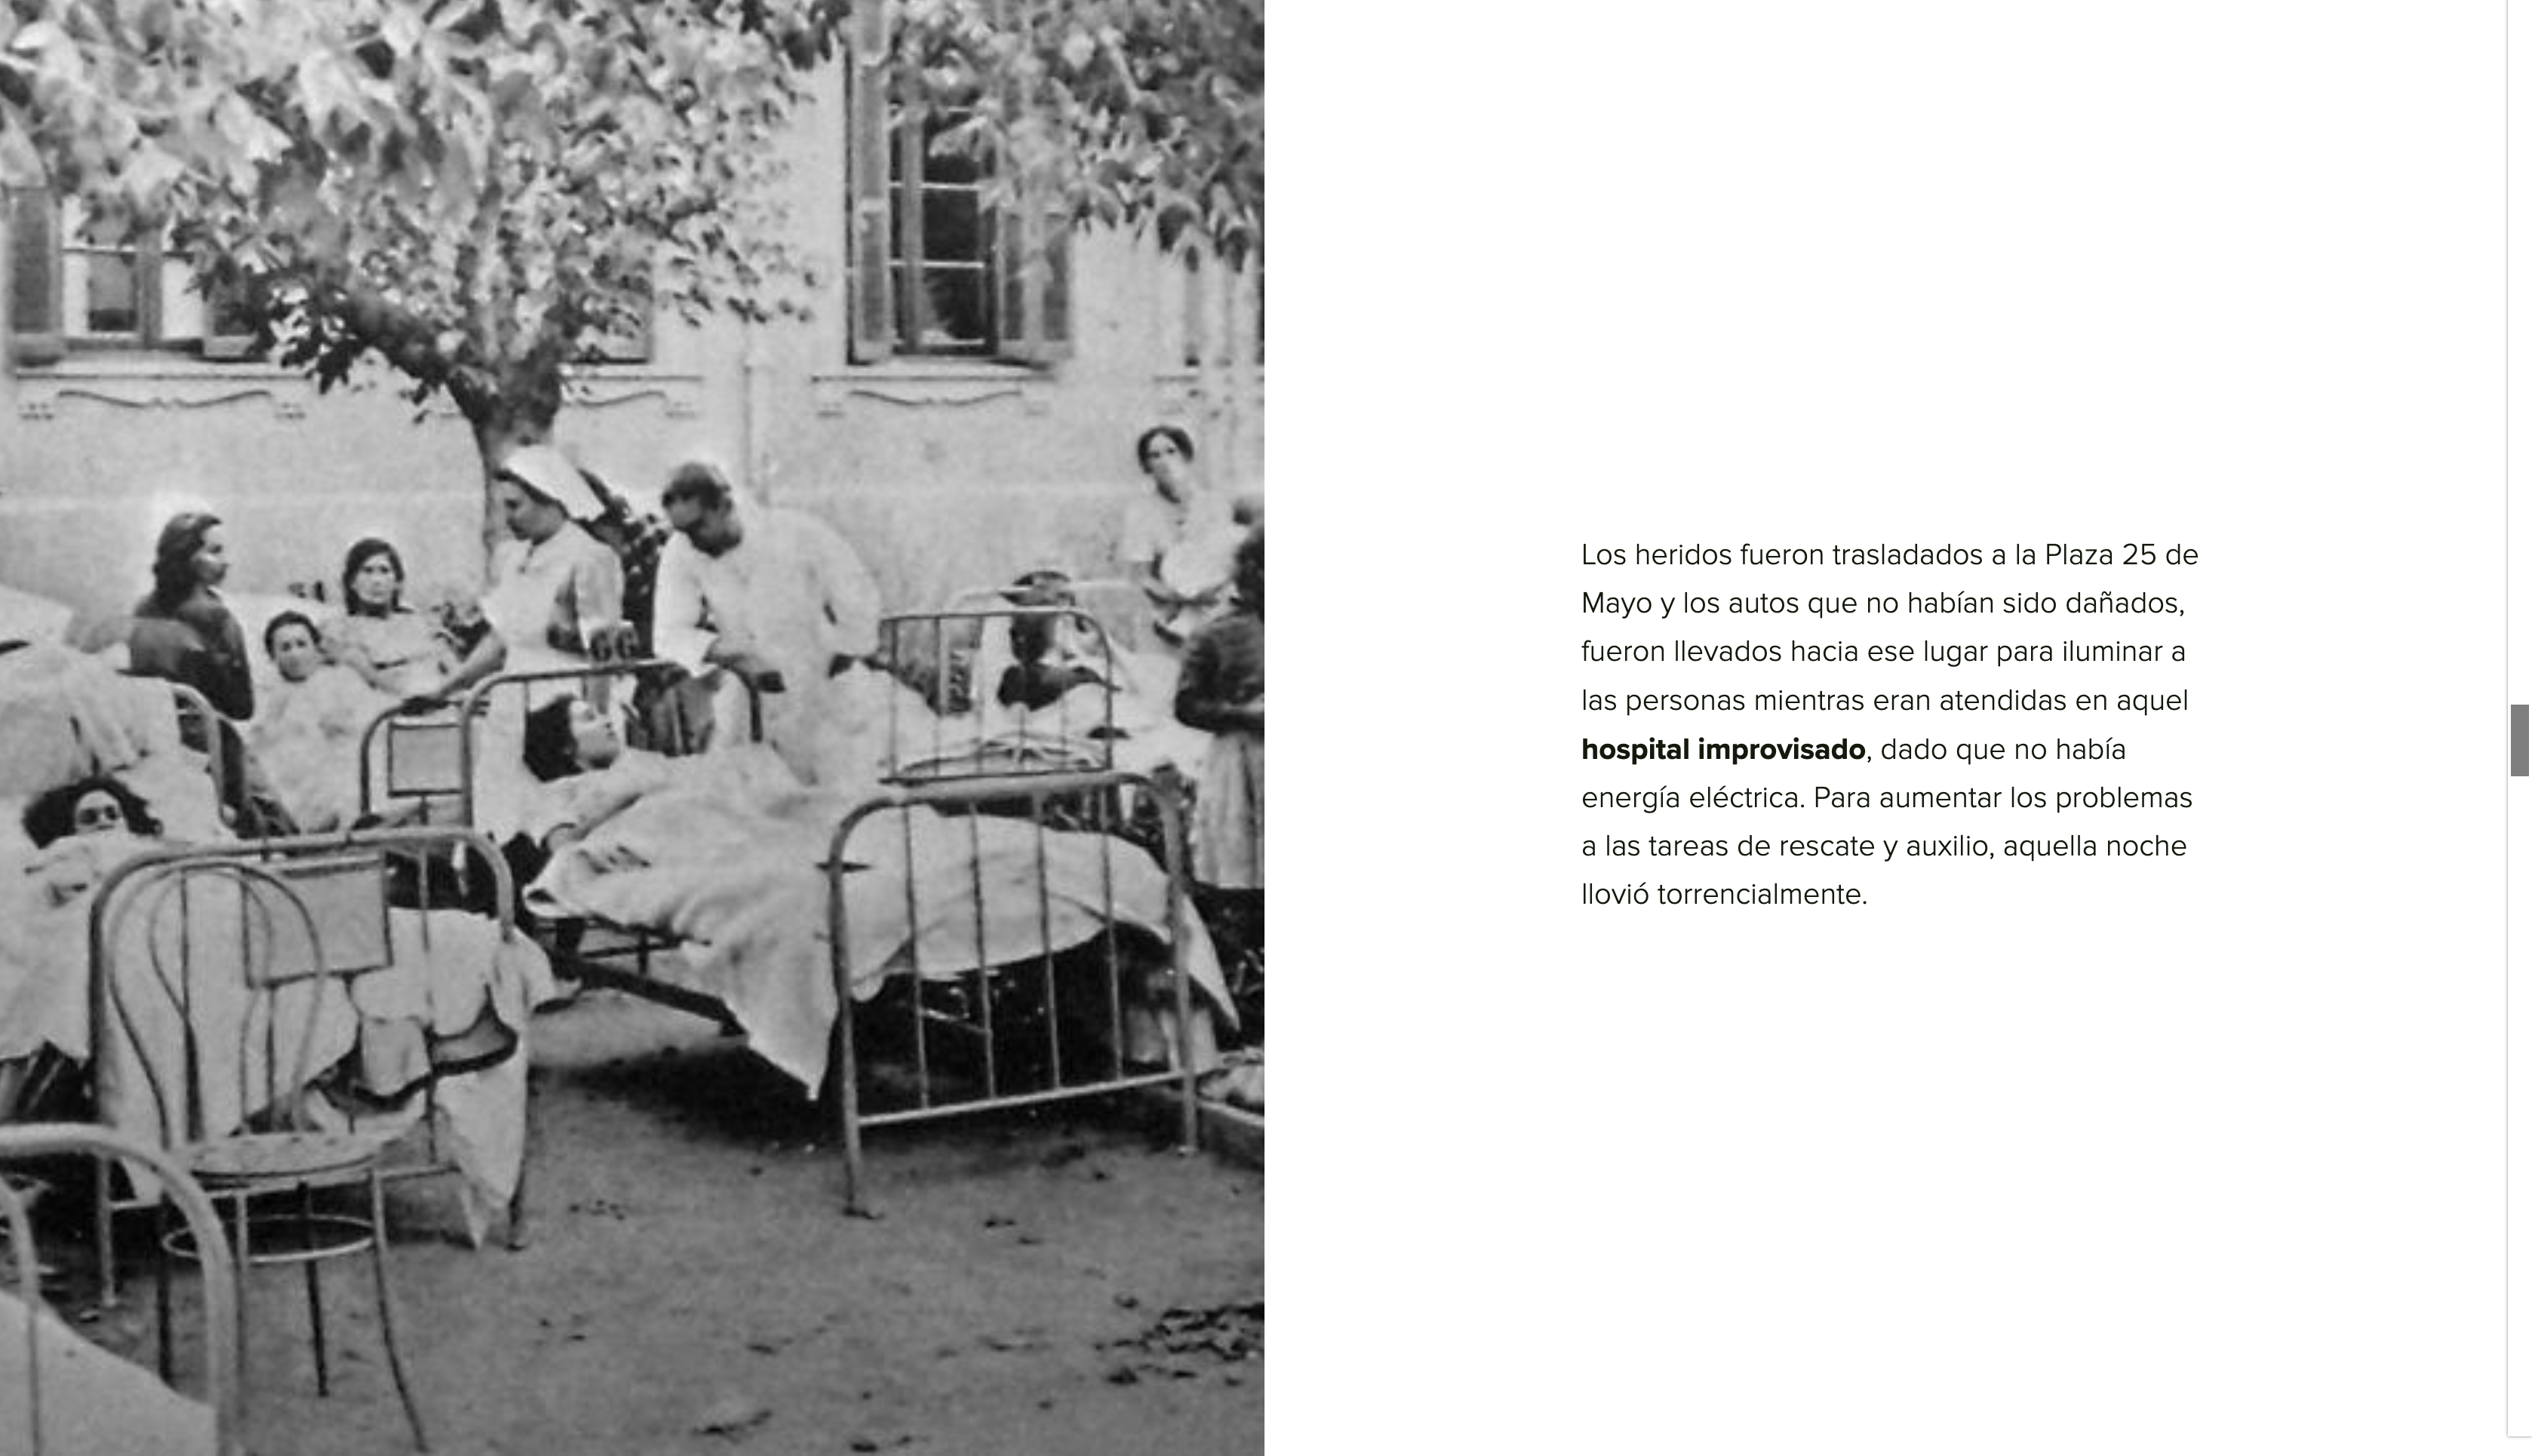 Los heridos fueron trasladados a la Plaza 25 de
Mayo y los autos que no habían sido dañados,
fueron llevados hacia ese lugar para iluminar a
las personas mientras eran atendidas en aquel
hospital improvisado, dado que no había
energía eléctrica. Para aumentar los problemas
a las tareas de rescate y auxilio, aquella noche
llovió torrencialmente.